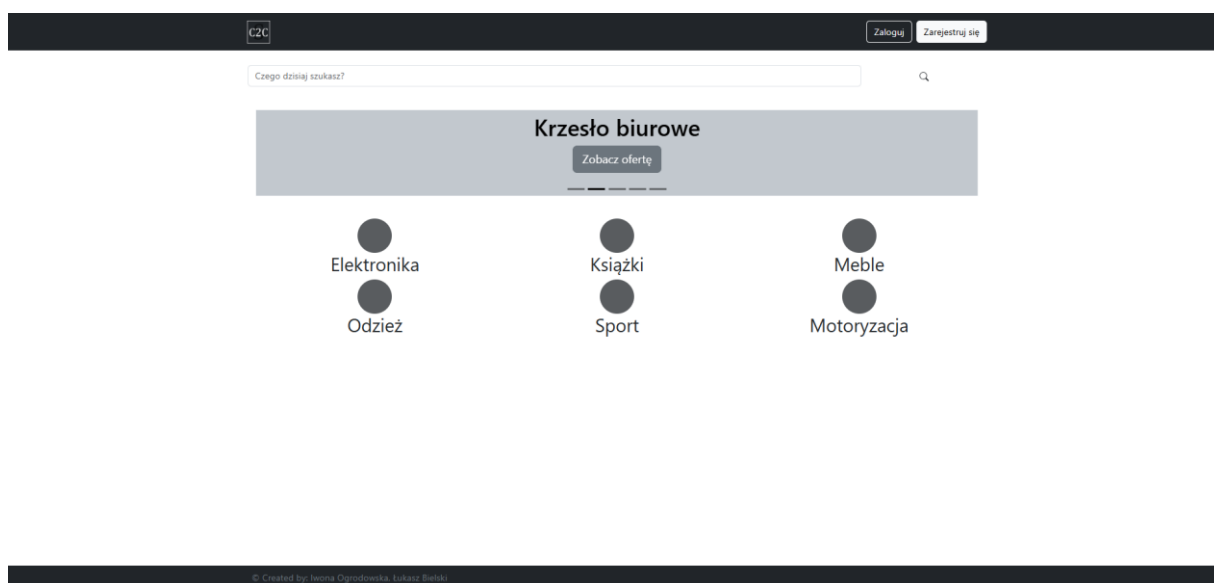 C2C
Zaloguj Zarejestruj się
Czego dzisiaj szukasz?
Krzesło biurowe
Zobacz ofertę
Elektronika Książki Meble
Odzież Sport Motoryzacja
© Created by: Iwona Ogrodowska, Łukasz Bielski